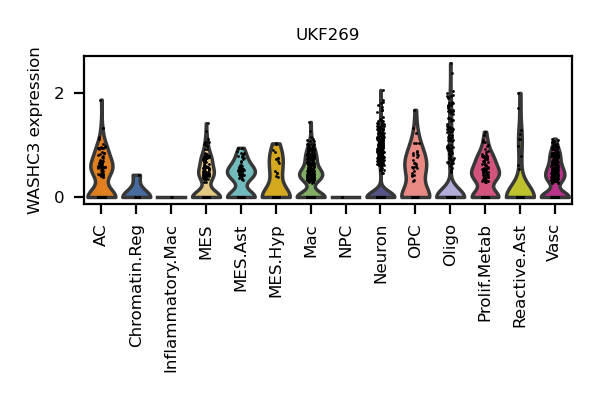 UKF269
WASHC3 expression
2
0
AC
Chromatin.Reg
Inflammatory.Mac
MES
MES.Ast
MES.Hyp
Mac
NPC
Neuron
OPC
Oligo
Prolif.Metab
Reactive.Ast
Vasc